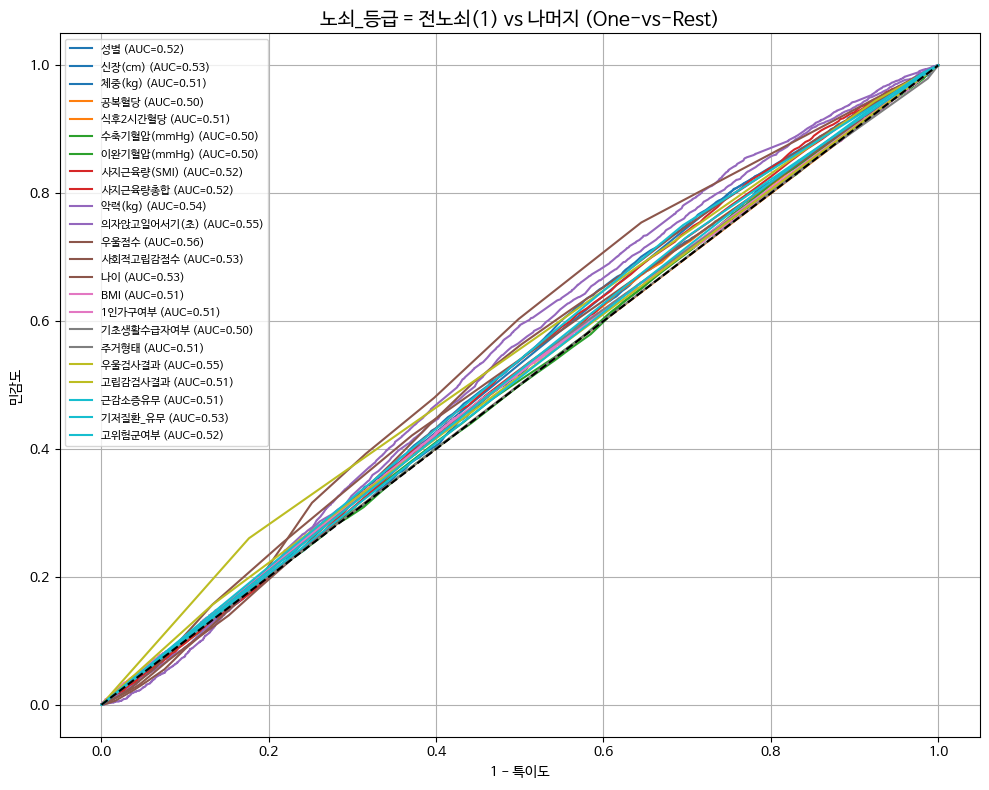 노쇠_등급 = 전노쇠(1) vs 나머지 (One-vs-Rest)
성별 (AUC=0.52)
신장(cm) (AUC=0.53)
체중(kg) (AUC=0.51)
공복혈당 (AUC=0.50)
식후2시간혈당 (AUC=0.51)
수축기혈압(mmHg) (AUC=0.50)
이완기혈압(mmHg) (AUC=0.50)
사지근육량(SMI) (AUC=0.52)
사지근육량총합 (AUC=0.52)
악력(kg) (AUC=0.54)
의자앉고일어서기(초) (AUC=0.55)
우울점수 (AUC=0.56)
사회적고립감점수 (AUC=0.53)
나이 (AUC=0.53)
BMI (AUC=0.51)
1인가구여부 (AUC=0.51)
기초생활수급자여부 (AUC=0.50)
주거형태 (AUC=0.51)
우울검사결과 (AUC=0.55)
고립감검사결과 (AUC=0.51)
근감소증유무 (AUC=0.51)
기저질환_유무 (AUC=0.53)
고위험군여부 (AUC=0.52)
1.0
0.8
0.6
0.4
0.2
0.0
민감도
0.0 0.2 0.4 0.6 0.8 1.0
1 - 특이도